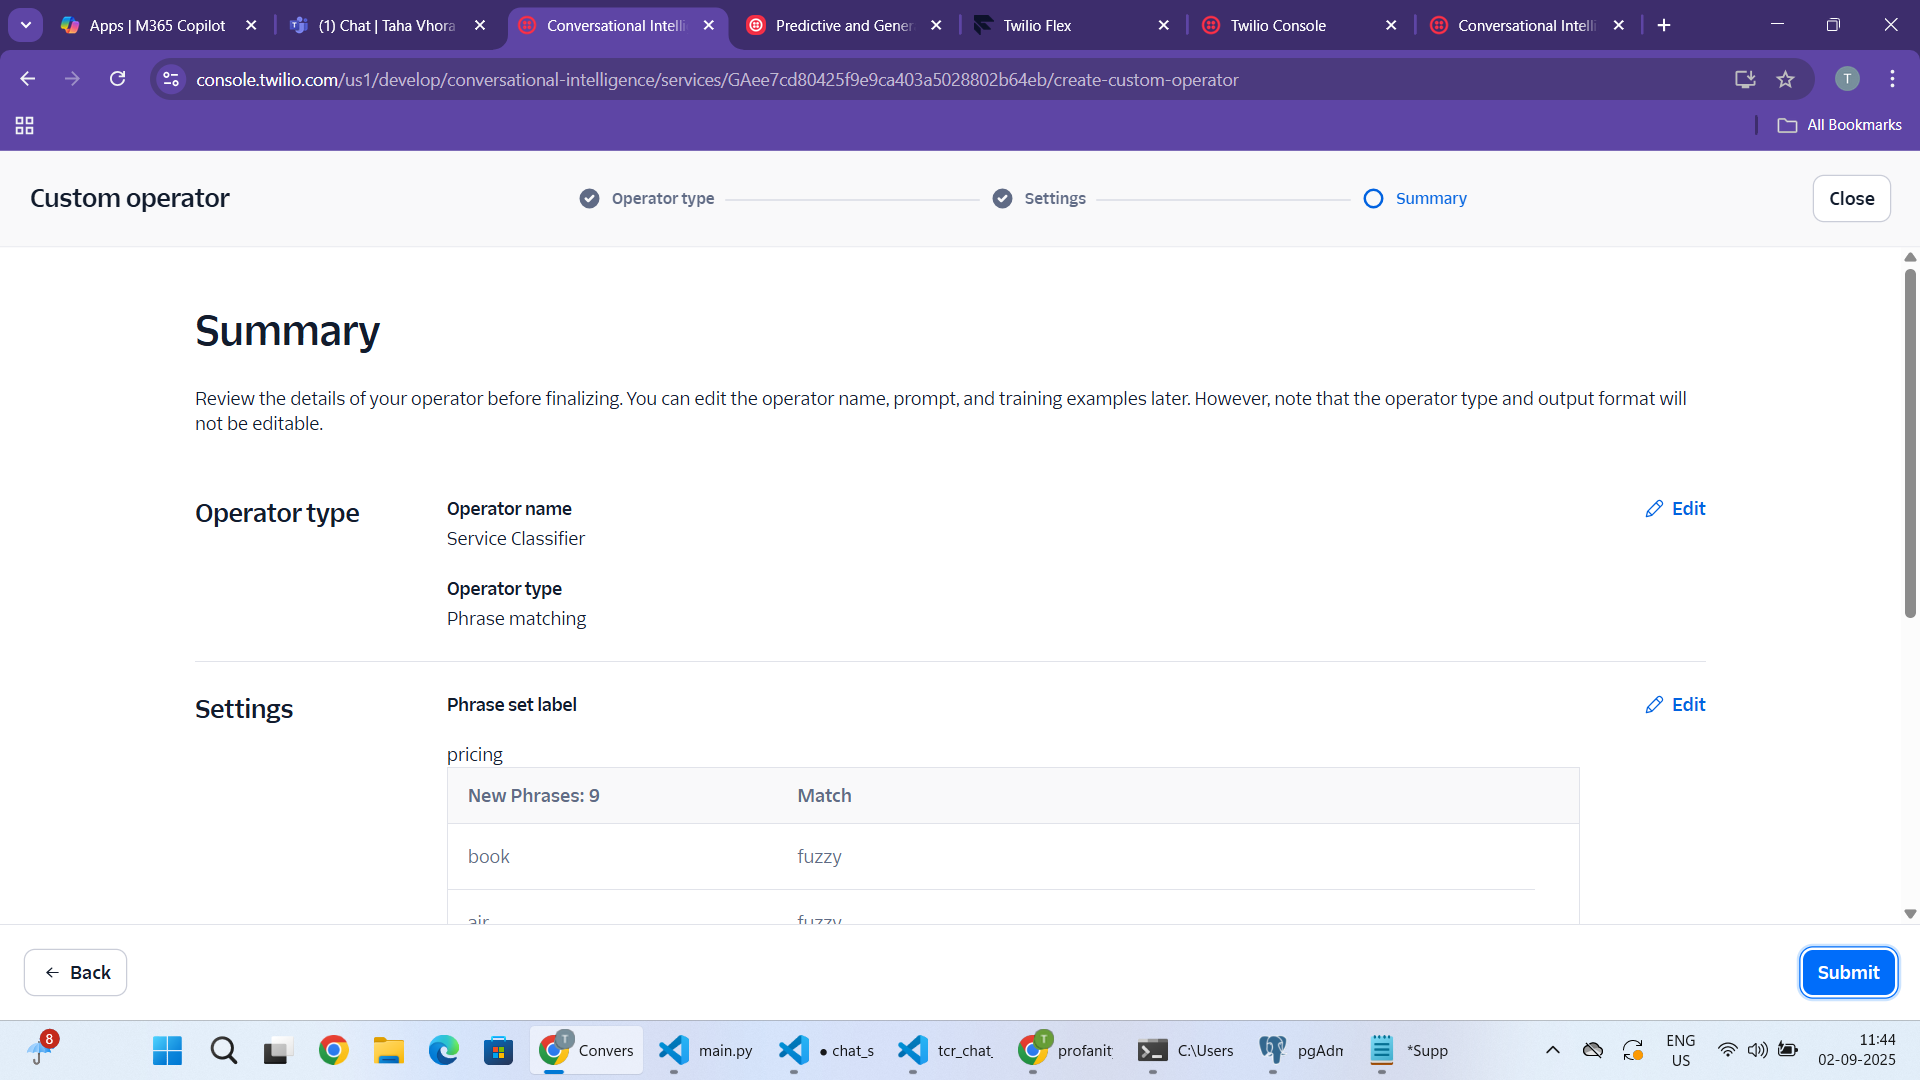 Apps | M365 Copilot
(1) Chat | Taha Vhora
Conversational Intelli
Predictive and Gener
Twilio Flex
Twilio Console
Conversational Intelli
console.twilio.com/us1/develop/conversational-intelligence/services/GAee7cd80425f9e9ca403a5028802b64eb/create-custom-operator
T
All Bookmarks
Custom operator
Operator type
Settings
Summary
Close
Summary
Review the details of your operator before finalizing. You can edit the operator name, prompt, and training examples later. However, note that the operator type and output format will
not be editable.
Operator type
Operator name
Edit
Service Classifier
Operator type
Phrase matching
Settings
Phrase set label
Edit
pricing
New Phrases: 9
Match
book
fuzzy
air
fuzzy
Back
Submit
8
T
Convers
main.py
● chat_s
tcr_chat_
T
profanit
C:\Users
pgAdm
*Supp
ENG
US
11:44
02-09-2025